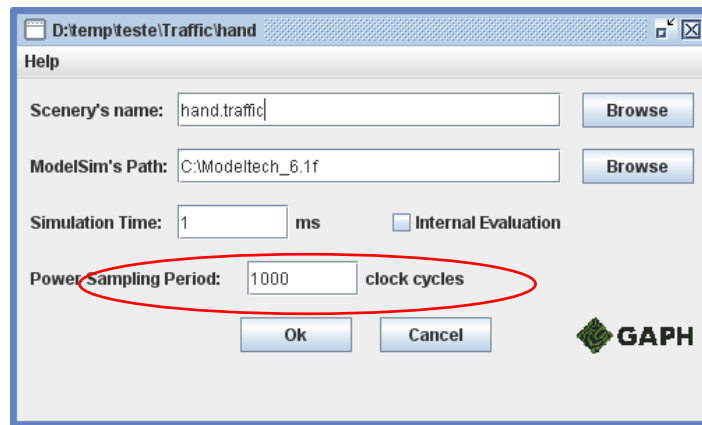 D:\temp\teste\Traffic\hand
Help
Scenery's name: hand.traffic Browse
ModelSim's Path: C:\Modeltech_6.1f Browse
Simulation Time: 1 ms Internal Evaluation
Power Sampling Period: 1000 clock cycles
Ok Cancel GAPH